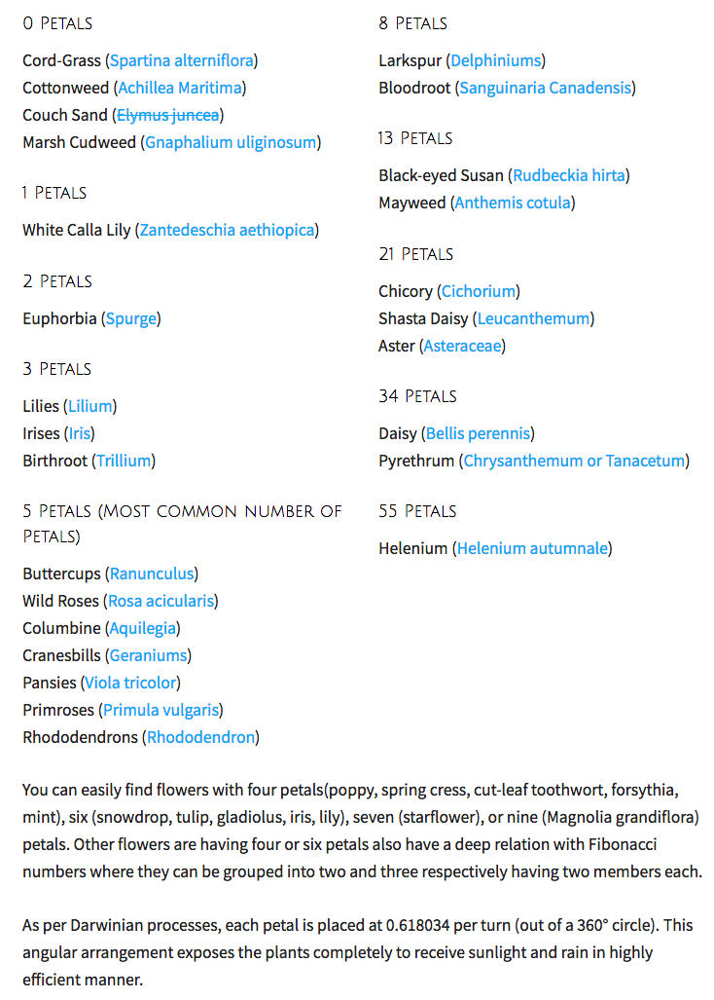 0 Petals
Cord-Grass (Spartina alterniflora)
Cottonweed (Achillea Maritima)
Couch Sand (Elymus juncea)
Marsh Cudweed (Gnaphalium uliginosum)
1 Petals
White Calla Lily (Zantedeschia aethiopica)
2 Petals
Euphorbia (Spurge)
3 Petals
Lilies (Lilium)
Irises (Iris)
Birthroot (Trillium)
5 Petals (Most common number of
Petals)
Buttercups (Ranunculus)
Wild Roses (Rosa acicularis)
Columbine (Aquilegia)
Cranesbills (Geraniums)
Pansies (Viola tricolor)
Primroses (Primula vulgaris)
Rhododendrons (Rhododendron)
8 Petals
Larkspur (Delphiniums)
Bloodroot (Sanguinaria Canadensis)
13 Petals
Black-eyed Susan (Rudbeckia hirta)
Mayweed (Anthemis cotula)
21 Petals
Chicory (Cichorium)
Shasta Daisy (Leucanthemum)
Aster (Asteraceae)
34 Petals
Daisy (Bellis perennis)
Pyrethrum (Chrysanthemum or Tanacetum)
55 Petals
Helenium (Helenium autumnale)
You can easily find flowers with four petals(poppy, spring cress, cut-leaf toothwort, forsythia,
mint), six (snowdrop, tulip, gladiolus, iris, lily), seven (starflower), or nine (Magnolia grandiflora)
petals. Other flowers are having four or six petals also have a deep relation with Fibonacci
numbers where they can be grouped into two and three respectively having two members each.
As per Darwinian processes, each petal is placed at 0.618034 per turn (out of a 360° circle). This
angular arrangement exposes the plants completely to receive sunlight and rain in highly
efficient manner.